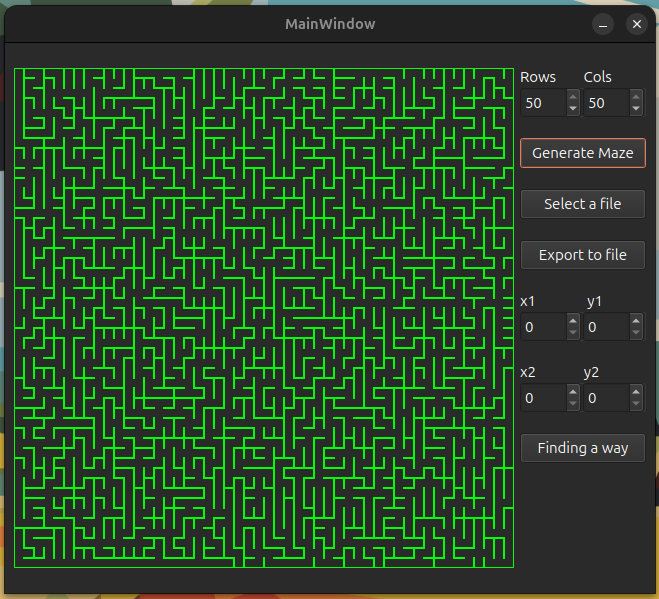 MainWindow
Rows Cols
50 50
Generate Maze
Select a file
Export to file
x1 y1
0 0
x2 y2
0 0
Finding a way